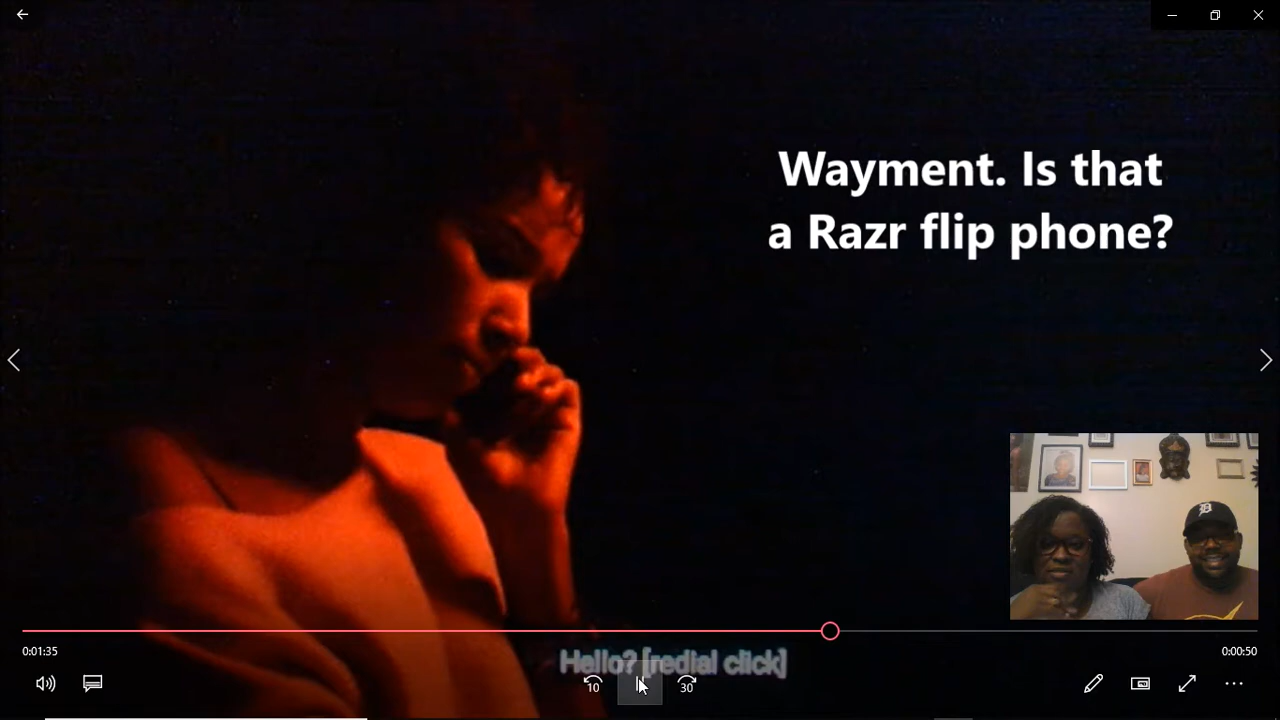 Wayment. Is that
a Razr flip phone?
0:01:35
0:00:50
Hello? [redial click]
10
30